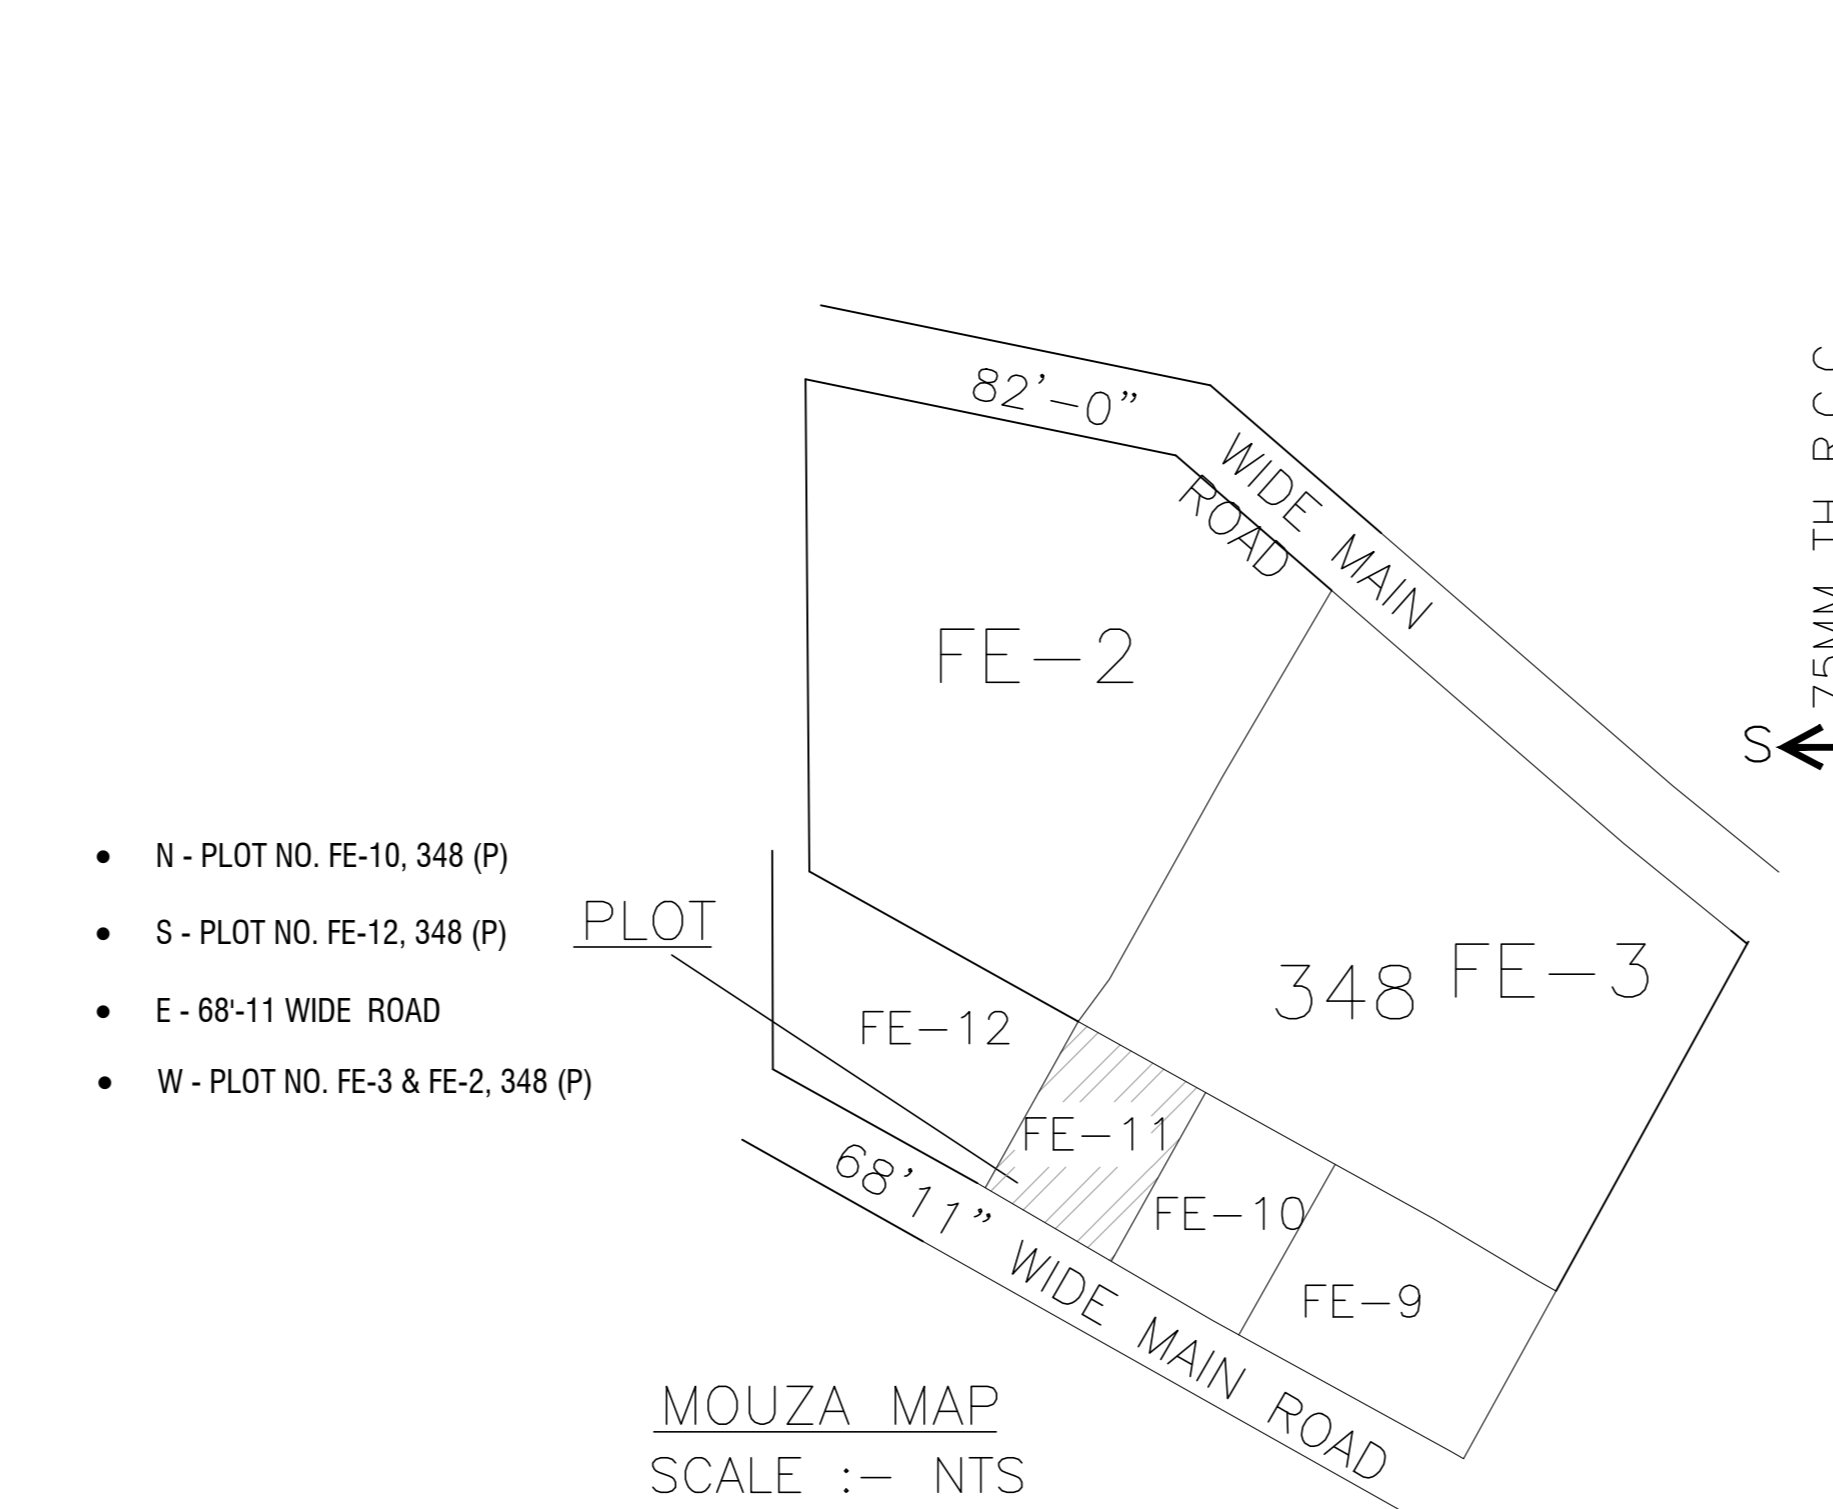 82'-0"
WIDE MAIN
ROAD
FE-2
75MM TH R.C.C
S
N - PLOT NO. FE-10, 348 (P)
S - PLOT NO. FE-12, 348 (P)
E - 68'-11 WIDE ROAD
W - PLOT NO. FE-3 & FE-2, 348 (P)
PLOT
348 FE-3
FE-12
FE-11
FE-10
FE-9
68'11" WIDE MAIN ROAD
MOUZA MAP
SCALE :- NTS